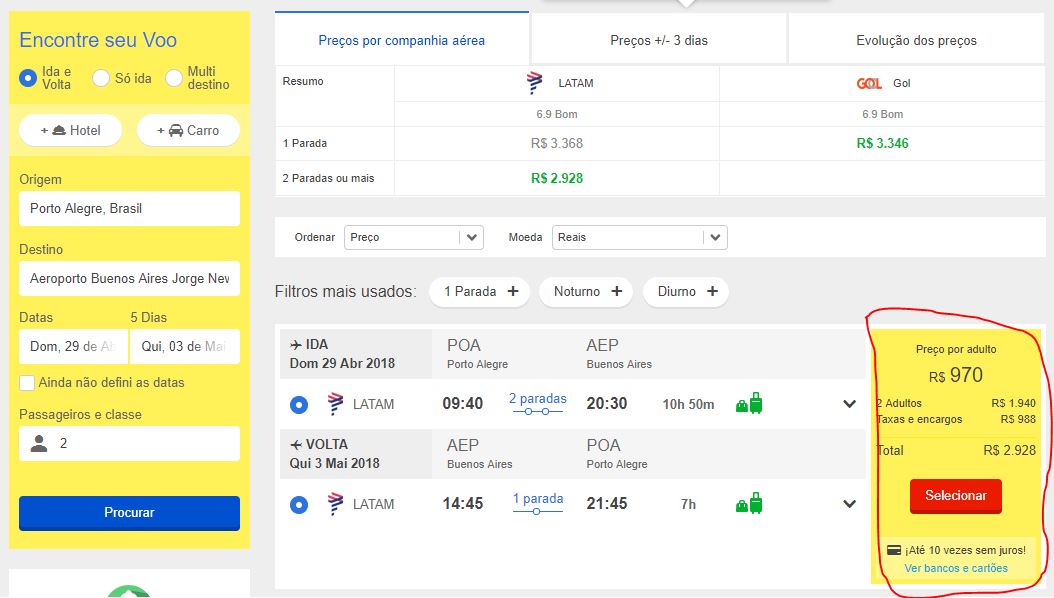 Encontre seu Voo
Ida e
Volta
Só ida
Multi
destino
+ Hotel
+ Carro
Origem
Porto Alegre, Brasil
Destino
Aeroporto Buenos Aires Jorge New
Datas
5 Dias
Dom, 29 de Ab
Qui, 03 de Mai
Ainda não defini as datas
Passageiros e classe
2
Procurar
Preços por companhia aérea
Preços +/- 3 dias
Evolução dos preços
Resumo
LATAM
GOL Gol
6.9 Bom
6.9 Bom
1 Parada
R$ 3.368
R$ 3.346
2 Paradas ou mais
R$ 2.928
Ordenar
Preço
Moeda
Reais
Filtros mais usados:
1 Parada +
Noturno +
Diurno +
IDA
Dom 29 Abr 2018
POA
Porto Alegre
AEP
Buenos Aires
LATAM
09:40
2 paradas
20:30
10h 50m
VOLTA
Qui 3 Mai 2018
AEP
Buenos Aires
POA
Porto Alegre
LATAM
14:45
1 parada
21:45
7h
Preço por adulto
R$ 970
2 Adultos R$ 1.940
Taxas e encargos R$ 988
Total R$ 2.928
Selecionar
¡Até 10 vezes sem juros!
Ver bancos e cartões